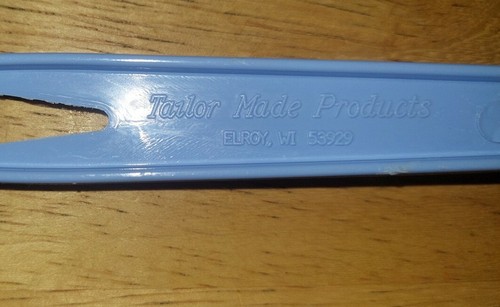 Tailor Made Products
ELROY, WI 53929